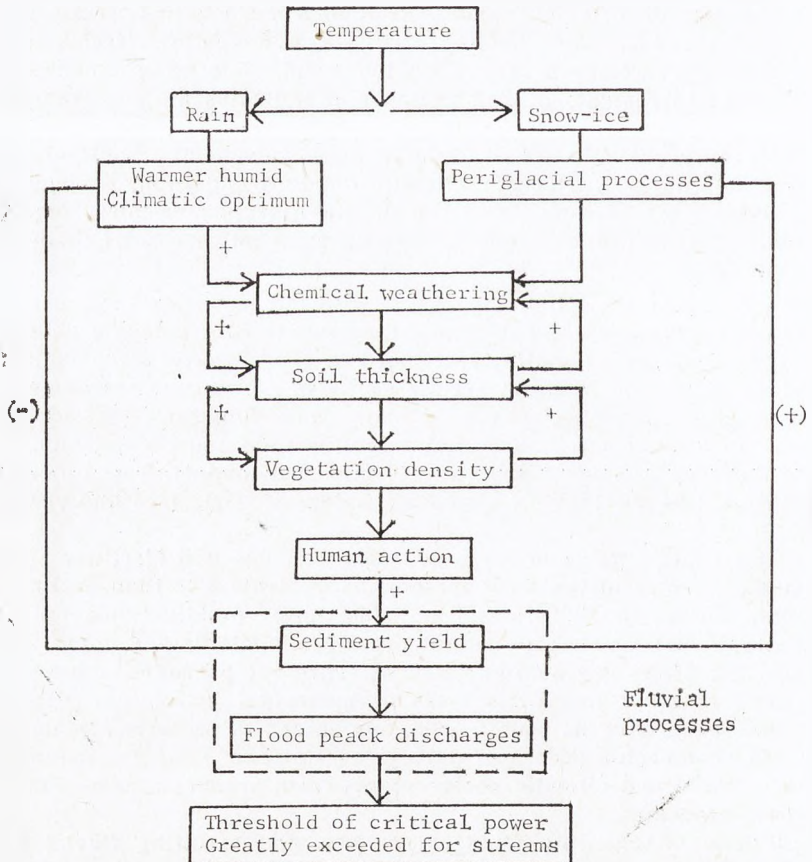 Temperature
Rain
Snow-ice
Warmer humid
Climatic optimum
Periglacial processes
+
Chemical weathering
+
+
Soil thickness
(-)
+
+
(+)
Vegetation density
Human action
+
Sediment yield
Fluvial
processes
Flood peack discharges
Threshold of critical power
Greatly exceeded for streams